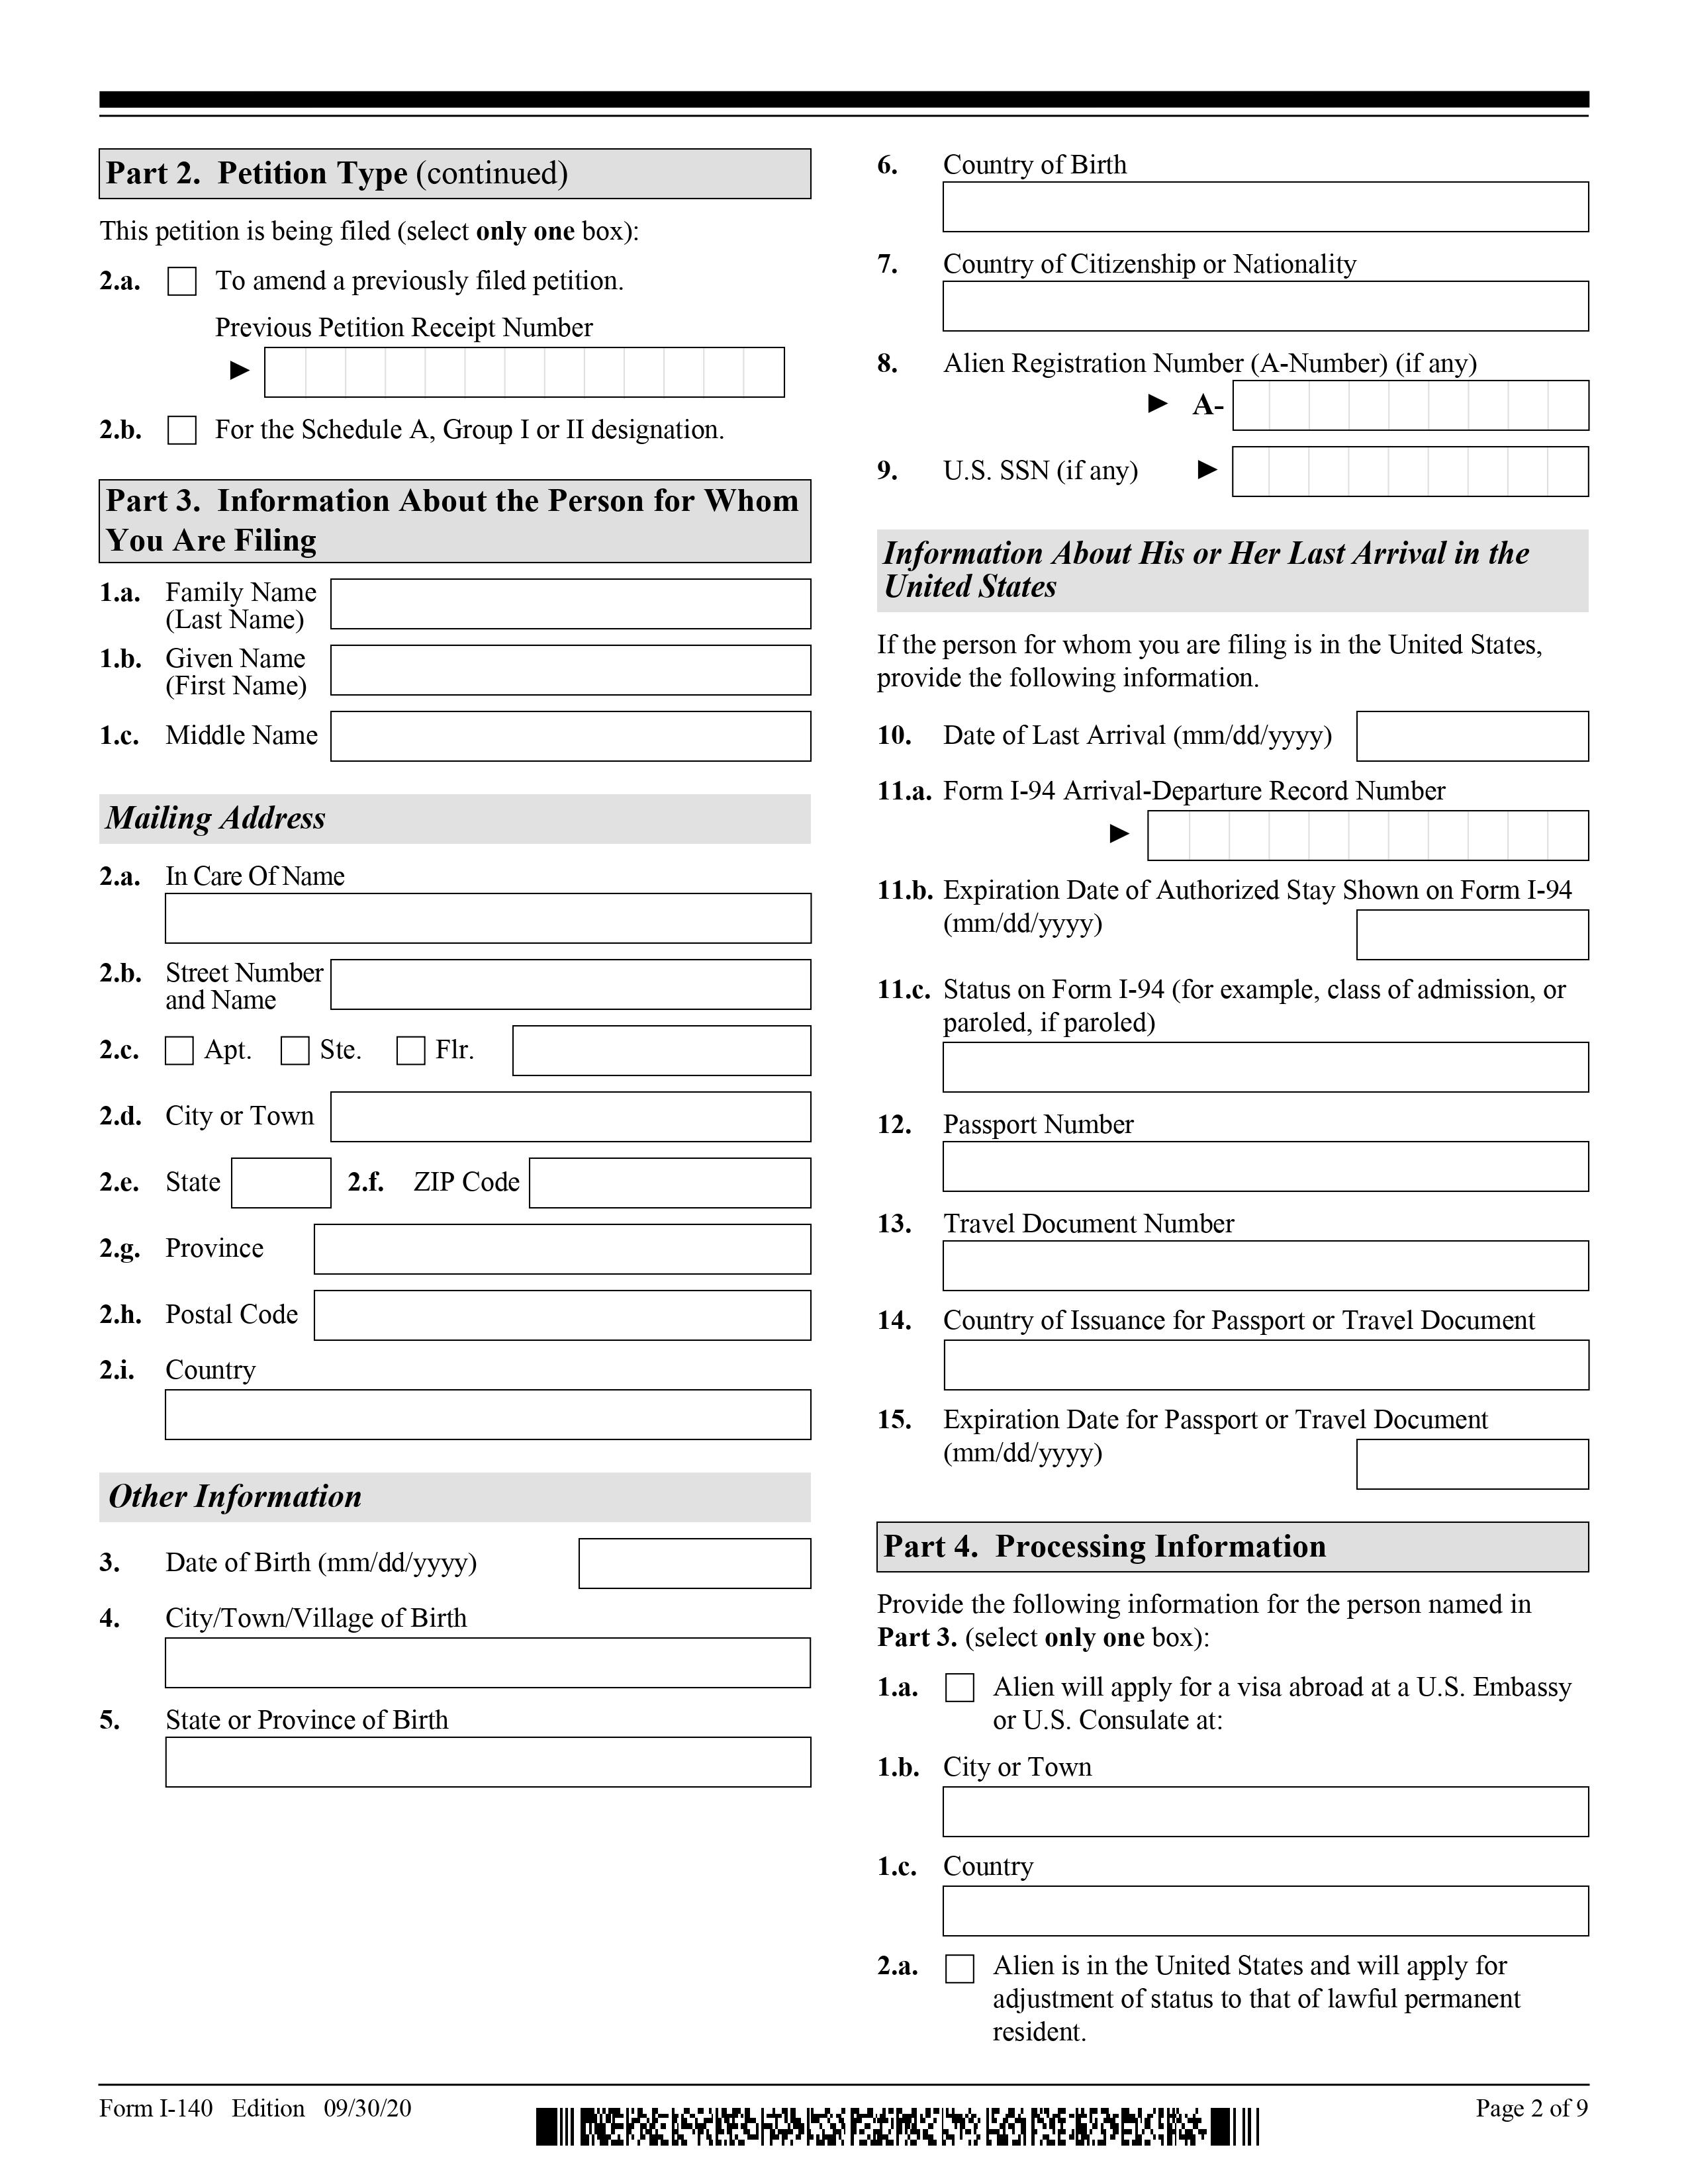 Part 2. Petition Type (continued)
This petition is being filed (select only one box):
2.a. To amend a previously filed petition.
Previous Petition Receipt Number
►
2.b. For the Schedule A, Group I or II designation.
Part 3. Information About the Person for Whom
You Are Filing
1.a. Family Name
(Last Name)
1.b. Given Name
(First Name)
1.c. Middle Name
Mailing Address
2.a. In Care Of Name
2.b. Street Number
and Name
2.c. Apt. Ste. Flr.
2.d. City or Town
2.e. State 2.f. ZIP Code
2.g. Province
2.h. Postal Code
2.i. Country
Other Information
3. Date of Birth (mm/dd/yyyy)
4. City/Town/Village of Birth
5. State or Province of Birth
6. Country of Birth
7. Country of Citizenship or Nationality
8. Alien Registration Number (A-Number) (if any)
► A-
9. U.S. SSN (if any) ►
Information About His or Her Last Arrival in the
United States
If the person for whom you are filing is in the United States,
provide the following information.
10. Date of Last Arrival (mm/dd/yyyy)
11.a. Form I-94 Arrival-Departure Record Number
►
11.b. Expiration Date of Authorized Stay Shown on Form I-94
(mm/dd/yyyy)
11.c. Status on Form I-94 (for example, class of admission, or
paroled, if paroled)
12. Passport Number
13. Travel Document Number
14. Country of Issuance for Passport or Travel Document
15. Expiration Date for Passport or Travel Document
(mm/dd/yyyy)
Part 4. Processing Information
Provide the following information for the person named in
Part 3. (select only one box):
1.a. Alien will apply for a visa abroad at a U.S. Embassy
or U.S. Consulate at:
1.b. City or Town
1.c. Country
2.a. Alien is in the United States and will apply for
adjustment of status to that of lawful permanent
resident.
Form I-140 Edition 09/30/20
Page 2 of 9